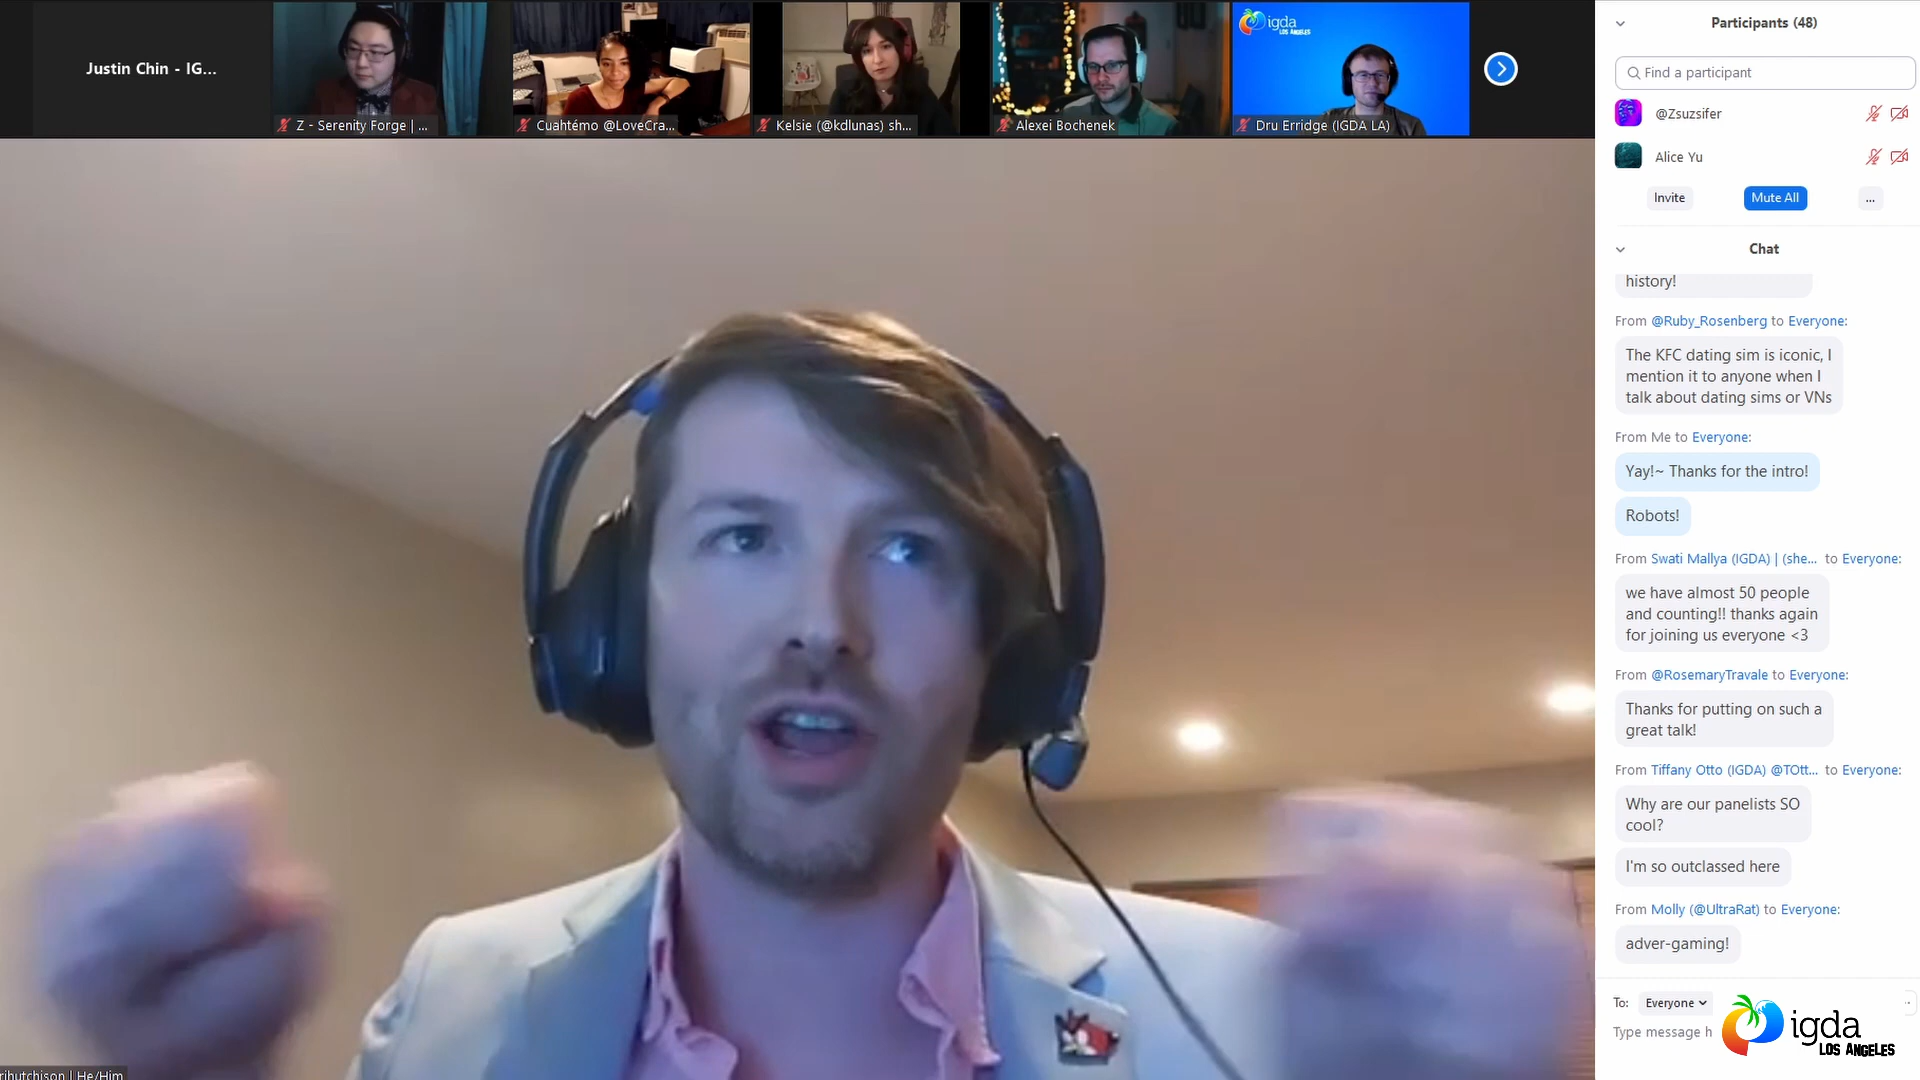 Justin Chin - IG...
Z - Serenity Forge | ...
Cuahtémo @LoveCra...
Kelsie (@kdlunas) sh...
Alexei Bochenek
igda
LOS ANGELES
Dru Erridge (IGDA LA)
Participants (48)
Find a participant
@Zsuzsifer
Alice Yu
Invite
Mute All
...
Chat
history!
From @Ruby_Rosenberg to Everyone:
The KFC dating sim is iconic, I
mention it to anyone when I
talk about dating sims or VNs
From Me to Everyone:
Yay!~ Thanks for the intro!
Robots!
From Swati Mallya (IGDA) | (she... to Everyone:
we have almost 50 people
and counting!! thanks again
for joining us everyone <3
From @RosemaryTravale to Everyone:
Thanks for putting on such a
great talk!
From Tiffany Otto (IGDA) @TOtt... to Everyone:
Why are our panelists SO
cool?
I'm so outclassed here
From Molly (@UltraRat) to Everyone:
adver-gaming!
To: Everyone
Type message h
igda
LOS ANGELES
rihutchison | He/Him